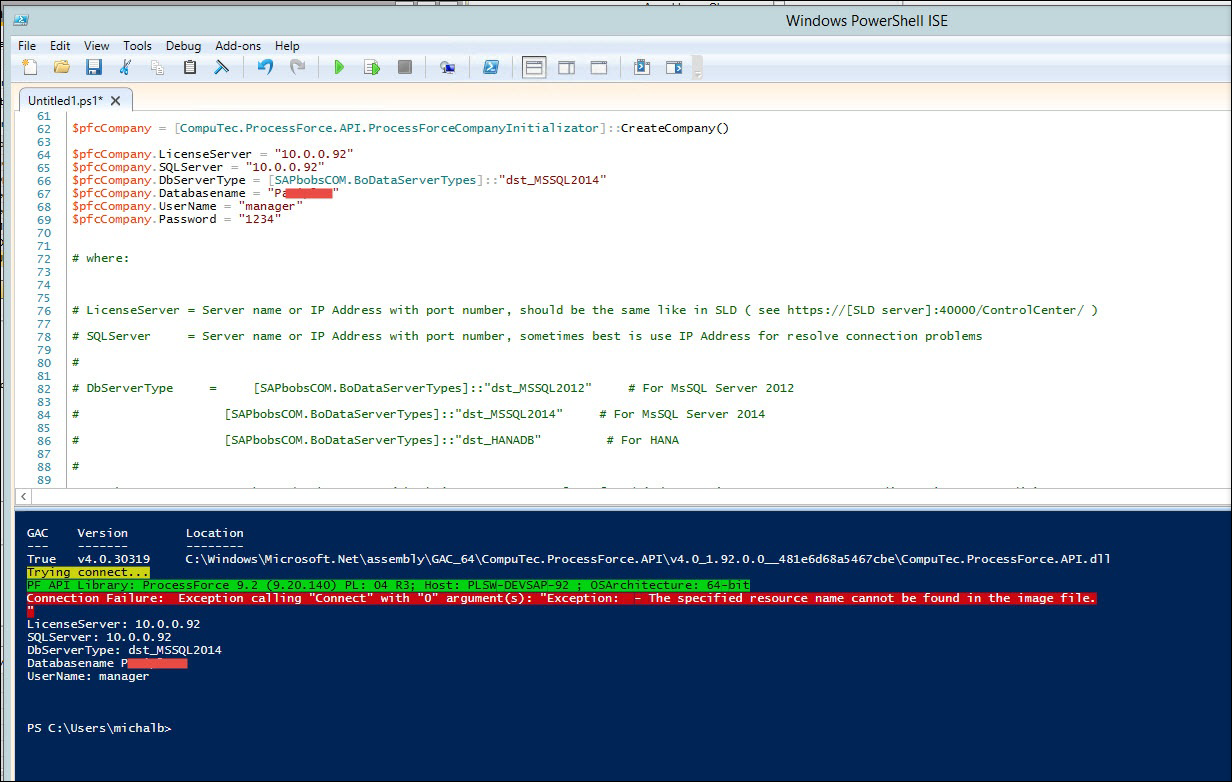 Windows PowerShell ISE
File Edit View Tools Debug Add-ons Help
Untitled1.ps1* X
61
62 $pfcCompany = [CompuTec.ProcessForce.API.ProcessForceCompanyInitializator]::CreateCompany()
63
64 $pfcCompany.LicenseServer = "10.0.0.92"
65 $pfcCompany.SQLServer = "10.0.0.92"
66 $pfcCompany.DbServerType = [SAPbobsCOM.BoDataServerTypes]::"dst_MSSQL2014"
67 $pfcCompany.Databasename = "Pa"
68 $pfcCompany.UserName = "manager"
69 $pfcCompany.Password = "1234"
70
71
72 # where:
73
74
75
76 # LicenseServer = Server name or IP Address with port number, should be the same like in SLD ( see https://[SLD server]:40000/ControlCenter/ )
77
78 # SQLServer = Server name or IP Address with port number, sometimes best is use IP Address for resolve connection problems
79
80 #
81
82 # DbServerType = [SAPbobsCOM.BoDataServerTypes]::"dst_MSSQL2012" # For MsSQL Server 2012
83
84 # [SAPbobsCOM.BoDataServerTypes]::"dst_MSSQL2014" # For MsSQL Server 2014
85
86 # [SAPbobsCOM.BoDataServerTypes]::"dst_HANADB" # For HANA
87
88 #
89
GAC Version Location
--- ------- --------
True v4.0.30319 C:\Windows\Microsoft.Net\assembly\GAC_64\CompuTec.ProcessForce.API\v4.0_1.92.0.0__481e6d68a5467cbe\CompuTec.ProcessForce.API.dll
Trying connect...
PF API Library: ProcessForce 9.2 (9.20.140) PL: 04 R3; Host: PLSW-DEVSAP-92 ; OSArchitecture: 64-bit
Connection Failure: Exception calling "Connect" with "0" argument(s): "Exception: - The specified resource name cannot be found in the image file.
"
LicenseServer: 10.0.0.92
SQLServer: 10.0.0.92
DbServerType: dst_MSSQL2014
Databasename P
UserName: manager
PS C:\Users\michalb>